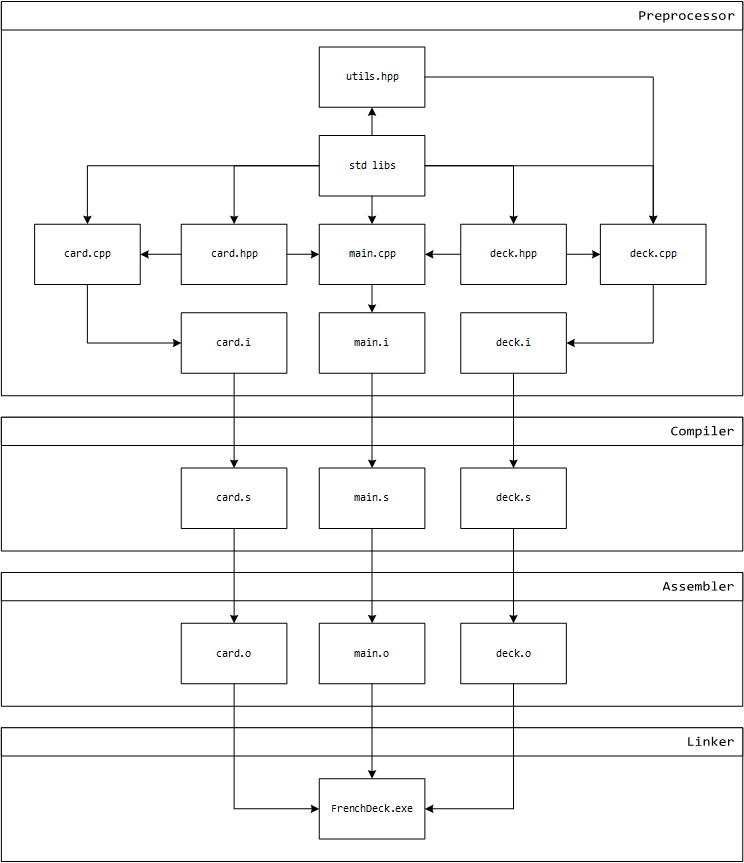 Preprocessor
utils.hpp
std libs
card.cpp
card.hpp
main.cpp
deck.hpp
deck.cpp
card.i
main.i
deck.i
Compiler
card.s
main.s
deck.s
Assembler
card.o
main.o
deck.o
Linker
FrenchDeck.exe